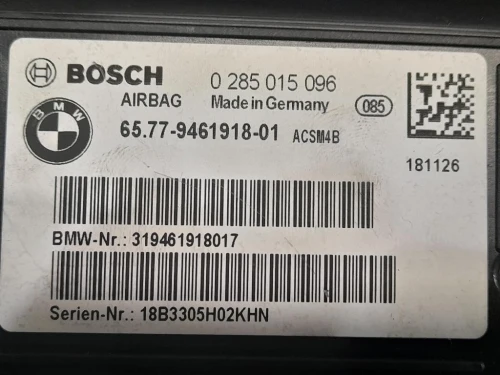 BOSCH 0 285 015 096
AIRBAG Made in Germany 085
BMW 65.77-9461918-01 ACSM4B
181126
BMW-Nr.: 319461918017
Serien-Nr.: 18B3305H02KHN